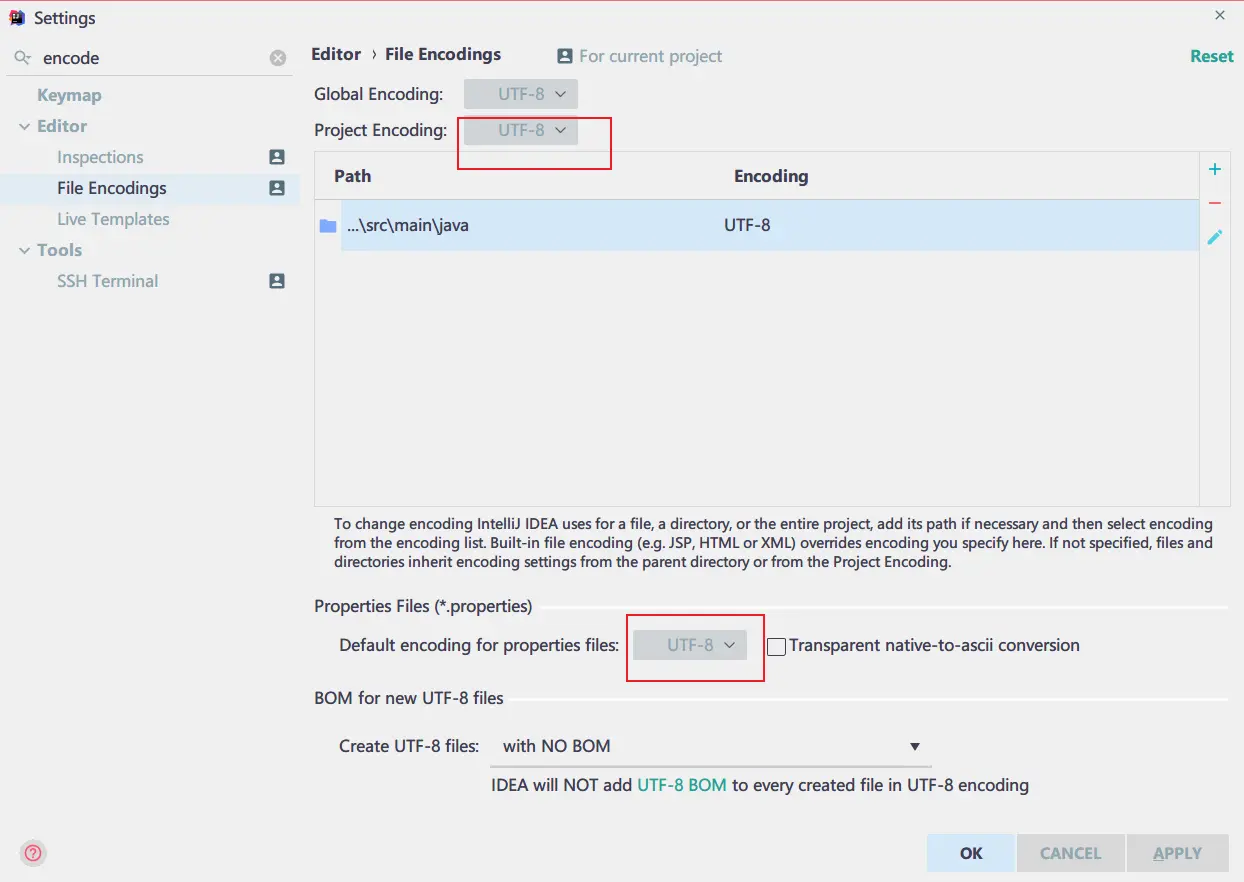 Settings
encode
Keymap
Editor
Inspections
File Encodings
Live Templates
Tools
SSH Terminal
Editor › File Encodings
For current project
Reset
Global Encoding: UTF-8
Project Encoding: UTF-8
Path Encoding
...\src\main\java UTF-8
To change encoding IntelliJ IDEA uses for a file, a directory, or the entire project, add its path if necessary and then select encoding
from the encoding list. Built-in file encoding (e.g. JSP, HTML or XML) overrides encoding you specify here. If not specified, files and
directories inherit encoding settings from the parent directory or from the Project Encoding.
Properties Files (*.properties)
Default encoding for properties files: UTF-8 Transparent native-to-ascii conversion
BOM for new UTF-8 files
Create UTF-8 files: with NO BOM
IDEA will NOT add UTF-8 BOM to every created file in UTF-8 encoding
OK CANCEL APPLY